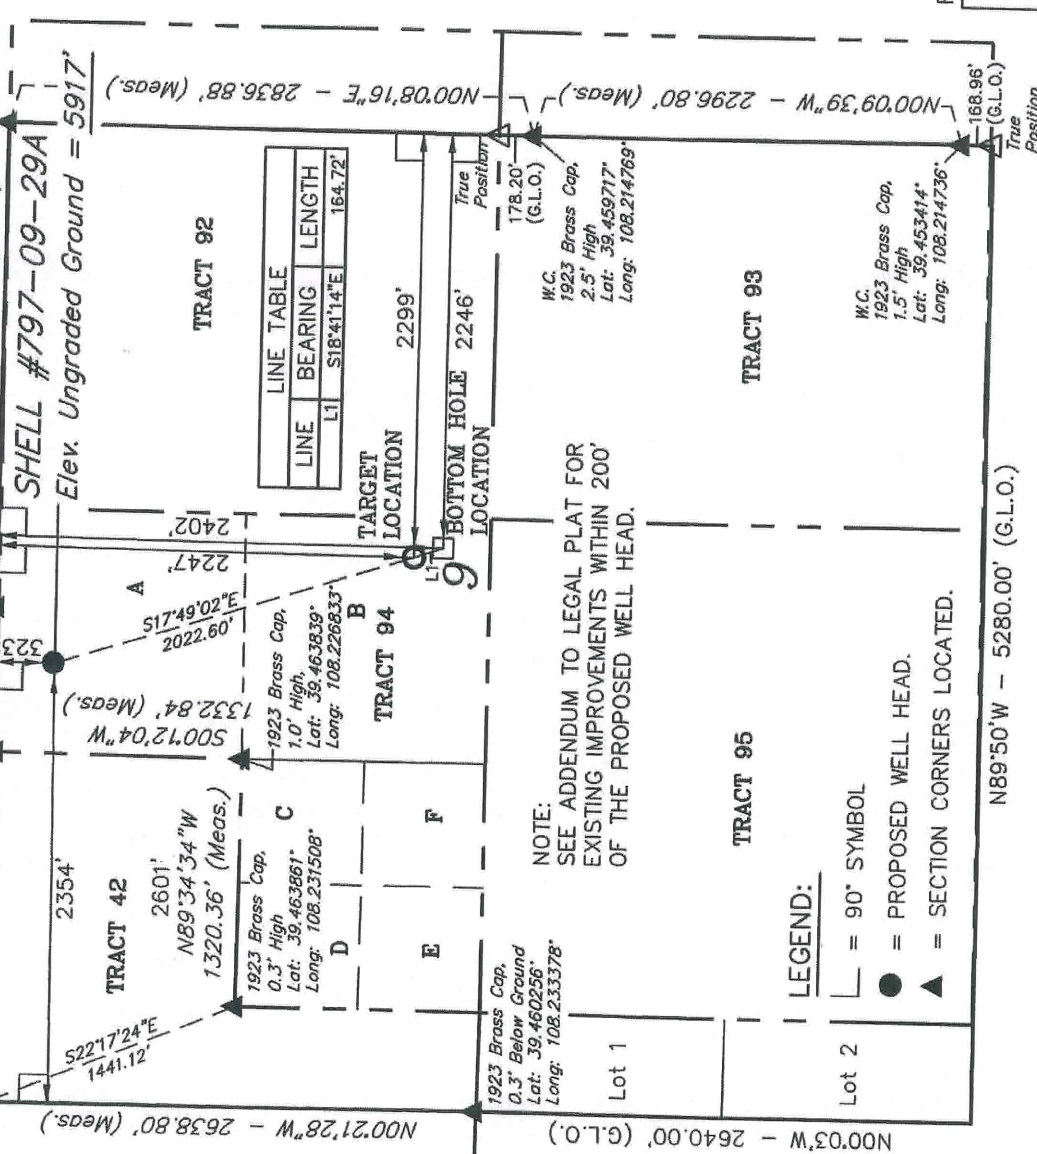 SHELL #797-09-29A
Elev. Ungraded Ground = 5917'
N00°08'16"E - 2836.88' (Meas.)
N00°09'39"W - 2296.80' (Meas.)
168.96'
(G.L.O.)
True
Position
TRACT 92
LINE TABLE
LINE BEARING LENGTH
L1 S18°41'14"E 164.72'
2299'
2246'
True
Position
178.20'
(G.L.O.)
W.C.
1923 Brass Cap,
2.5' High
Lat: 39.459717°
Long: 108.214769°
TRACT 93
W.C.
1923 Brass Cap,
1.5' High
Lat: 39.453414°
Long: 108.214736°
TARGET
LOCATION
BOTTOM HOLE
LOCATION
2402'
2247'
L1
9
A
323
S17°49'02"E
2022.60'
B
TRACT 94
1923 Brass Cap,
1.0' High,
Lat: 39.463839°
Long: 108.226833°
S00°12'04"W
1332.84' (Meas.)
2354'
TRACT 42
2601'
N89°34'34"W
1320.36' (Meas.)
1923 Brass Cap,
0.3' High
Lat: 39.463861°
Long: 108.231508°
C
D
E
F
S22°17'24"E
1441.12'
NOTE:
SEE ADDENDUM TO LEGAL PLAT FOR
EXISTING IMPROVEMENTS WITHIN 200'
OF THE PROPOSED WELL HEAD.
TRACT 95
1923 Brass Cap,
0.3' Below Ground
Lat: 39.460256°
Long: 108.233378°
Lot 1
Lot 2
LEGEND:
= 90° SYMBOL
= PROPOSED WELL HEAD.
= SECTION CORNERS LOCATED.
N00°21'28"W - 2638.80' (Meas.)
N00°03'W - 2640.00' (G.L.O.)
N89°50'W - 5280.00' (G.L.O.)